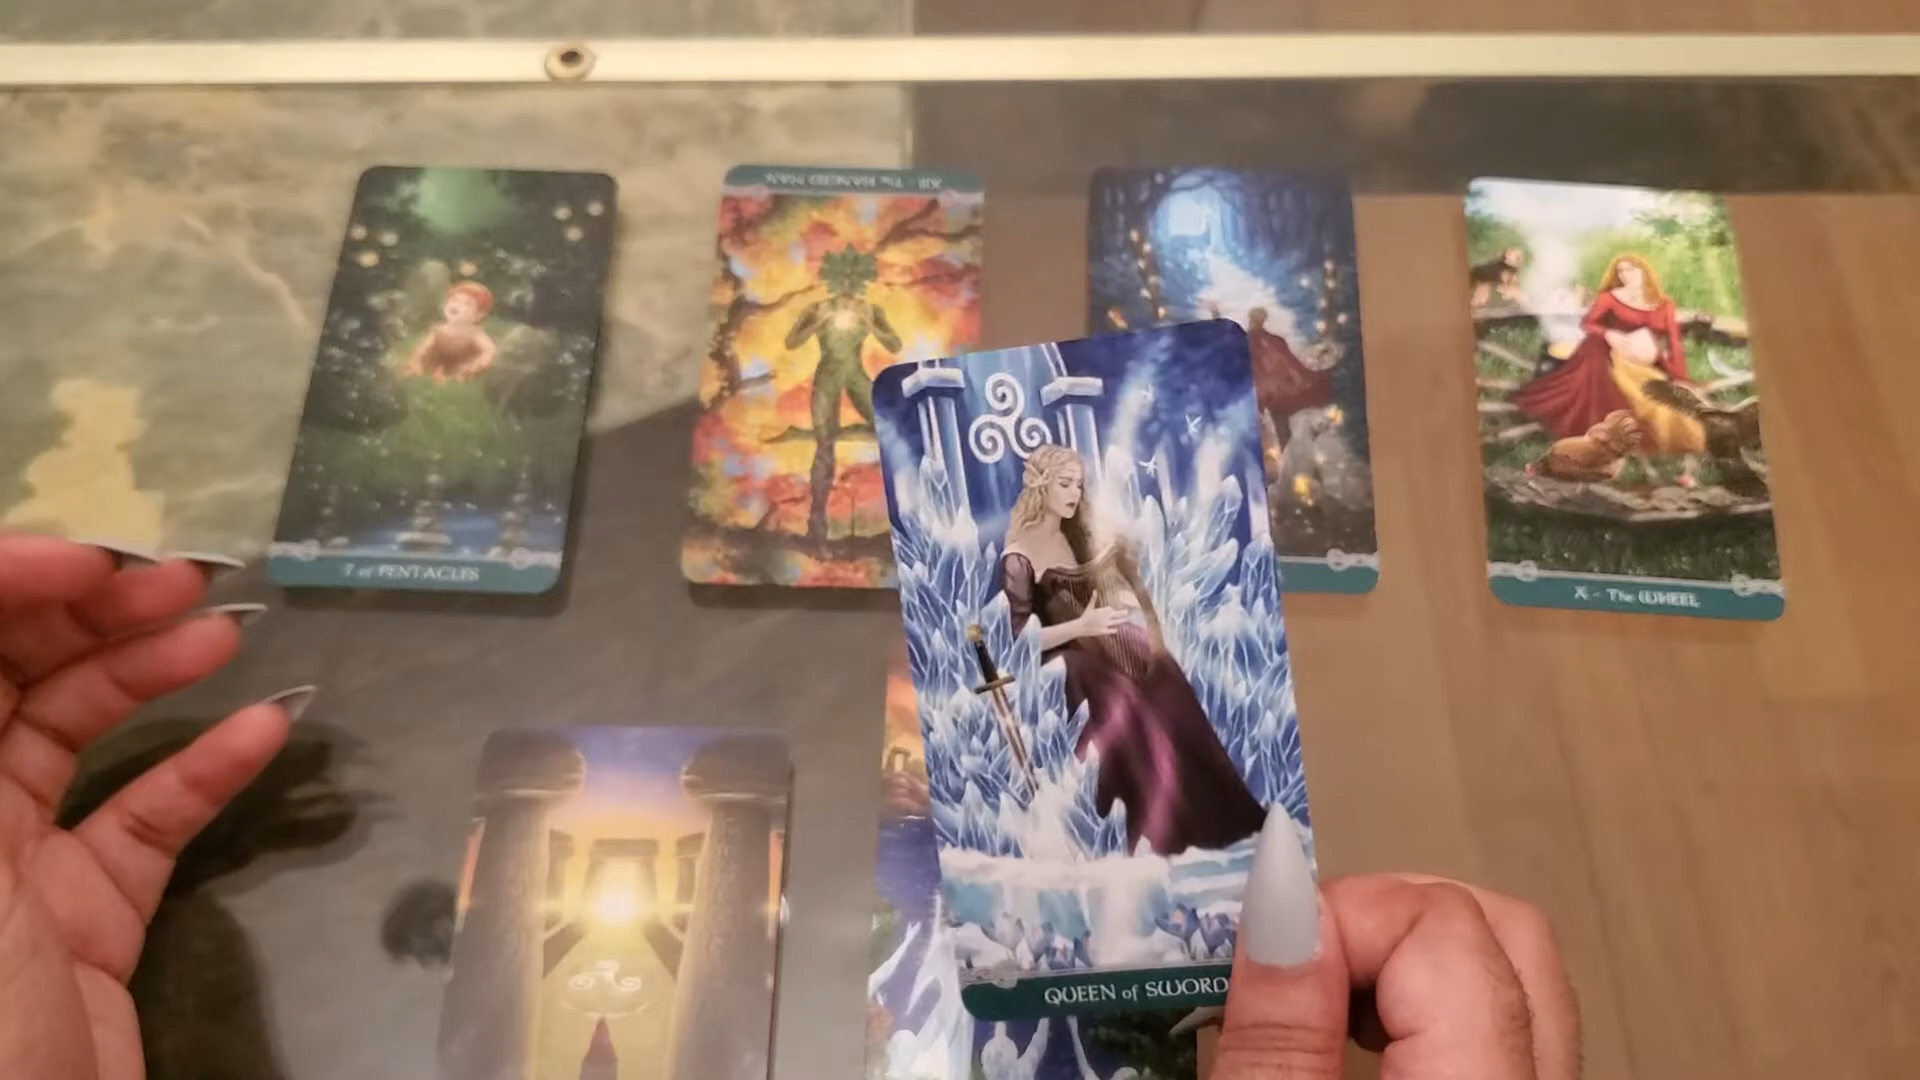 XII - The HANGED MAN
7 of PENTACLES
X - The WHEEL
QUEEN of SWORD